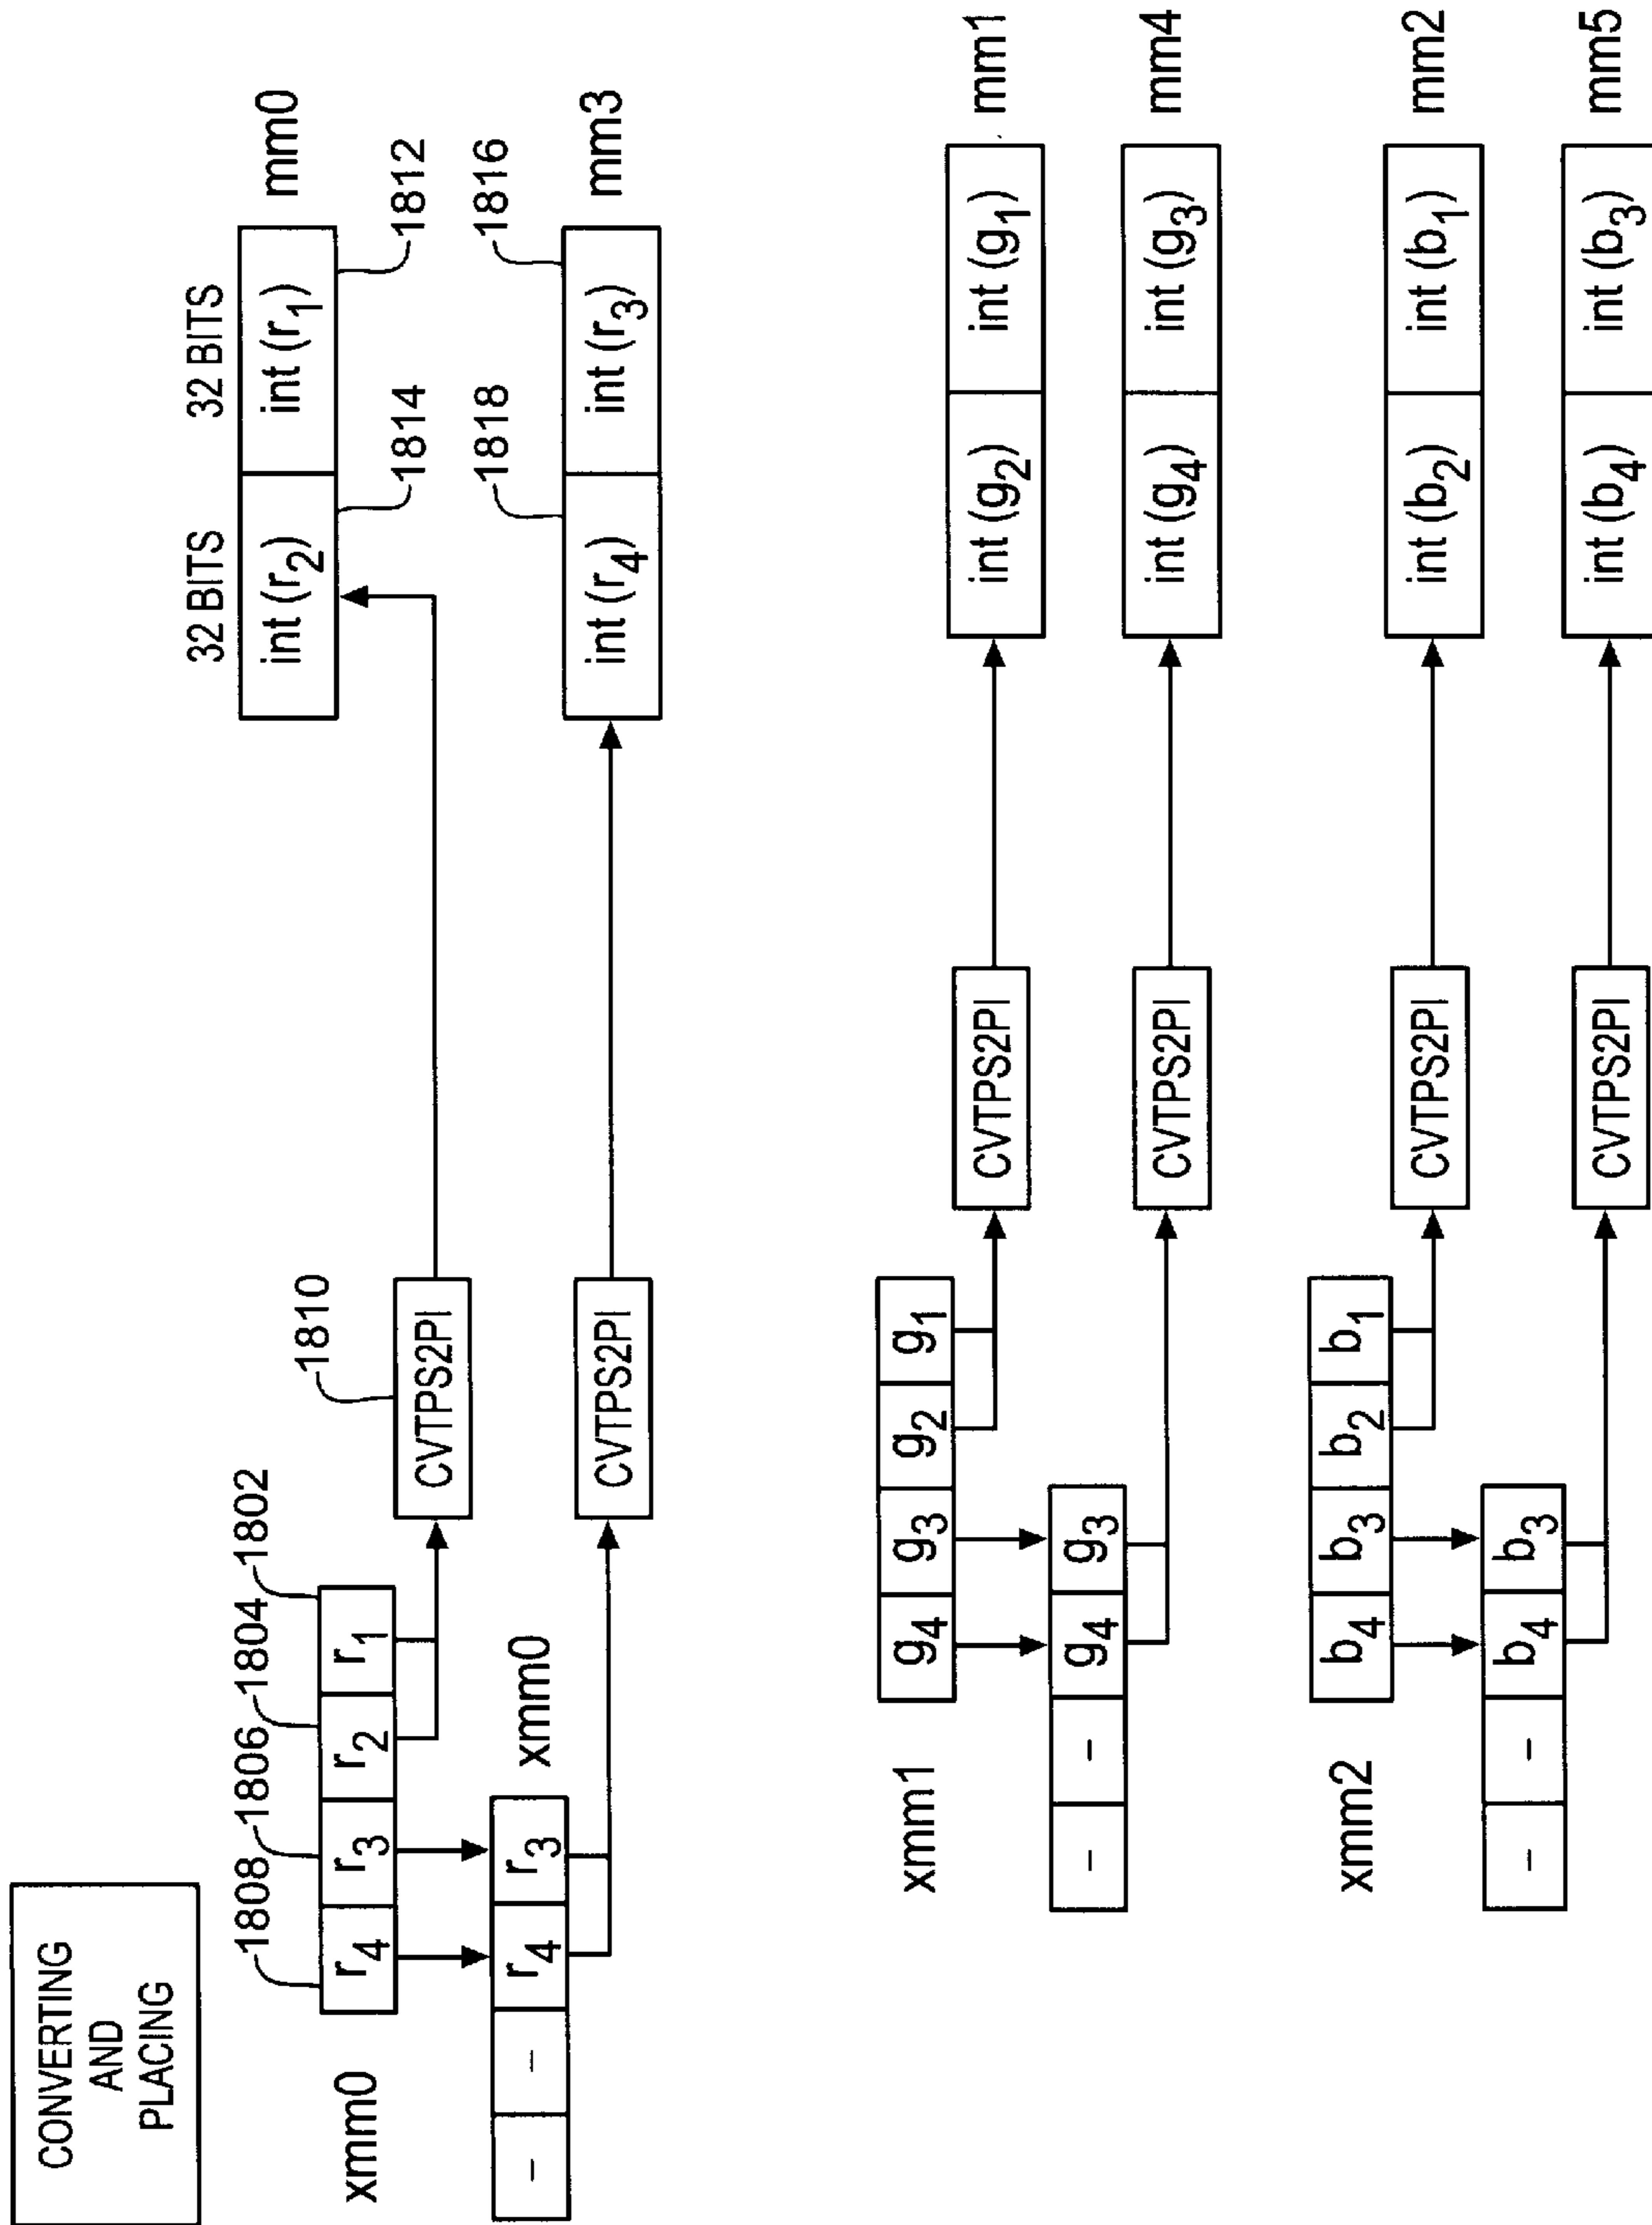 CONVERTING
AND
PLACING
32 BITS 32 BITS
xmm0 1808 1806 1804 1802
r4 r3 r2 r1
1810
CVTPS2PI
int (r2) int (r1) mm0
1814 1812
- - r4 r3 xmm0
CVTPS2PI
1818 1816
int (r4) int (r3) mm3
xmm1 g4 g3 g2 g1
CVTPS2PI
int (g2) int (g1) mm1
- - g4 g3
CVTPS2PI
int (g4) int (g3) mm4
xmm2 b4 b3 b2 b1
CVTPS2PI
int (b2) int (b1) mm2
- - b4 b3
CVTPS2PI
int (b4) int (b3) mm5